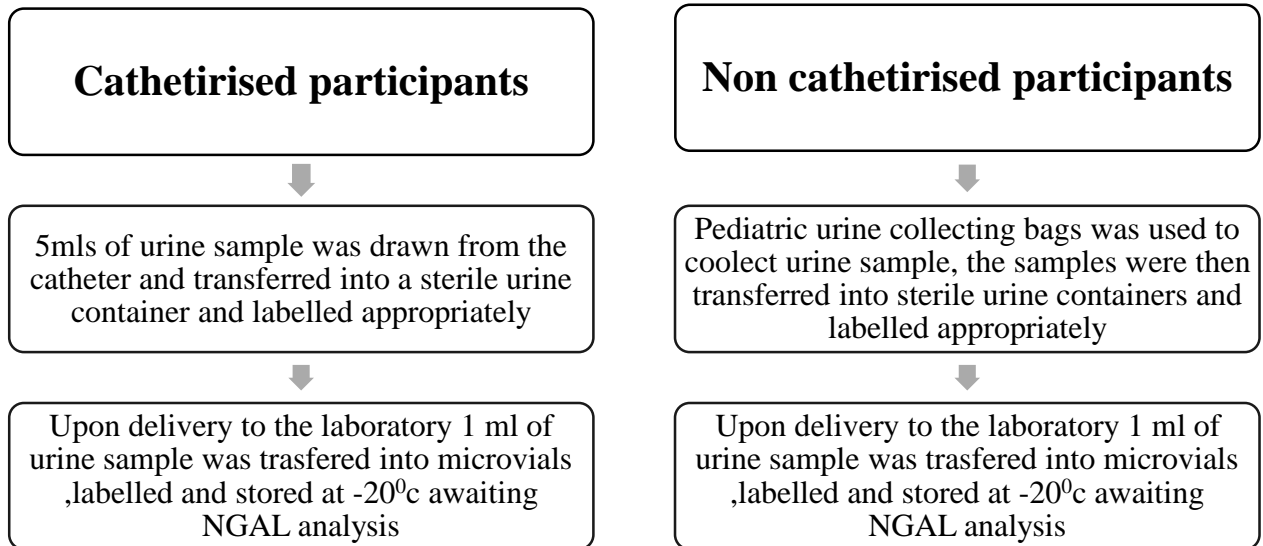 Cathetirised participants
5mls of urine sample was drawn from the
catheter and transferred into a sterile urine
container and labelled appropriately
Upon delivery to the laboratory 1 ml of
urine sample was trasfered into microvials
,labelled and stored at -20⁰c awaiting
NGAL analysis
Non cathetirised participants
Pediatric urine collecting bags was used to
coolect urine sample, the samples were then
transferred into sterile urine containers and
labelled appropriately
Upon delivery to the laboratory 1 ml of
urine sample was trasfered into microvials
,labelled and stored at -20⁰c awaiting
NGAL analysis